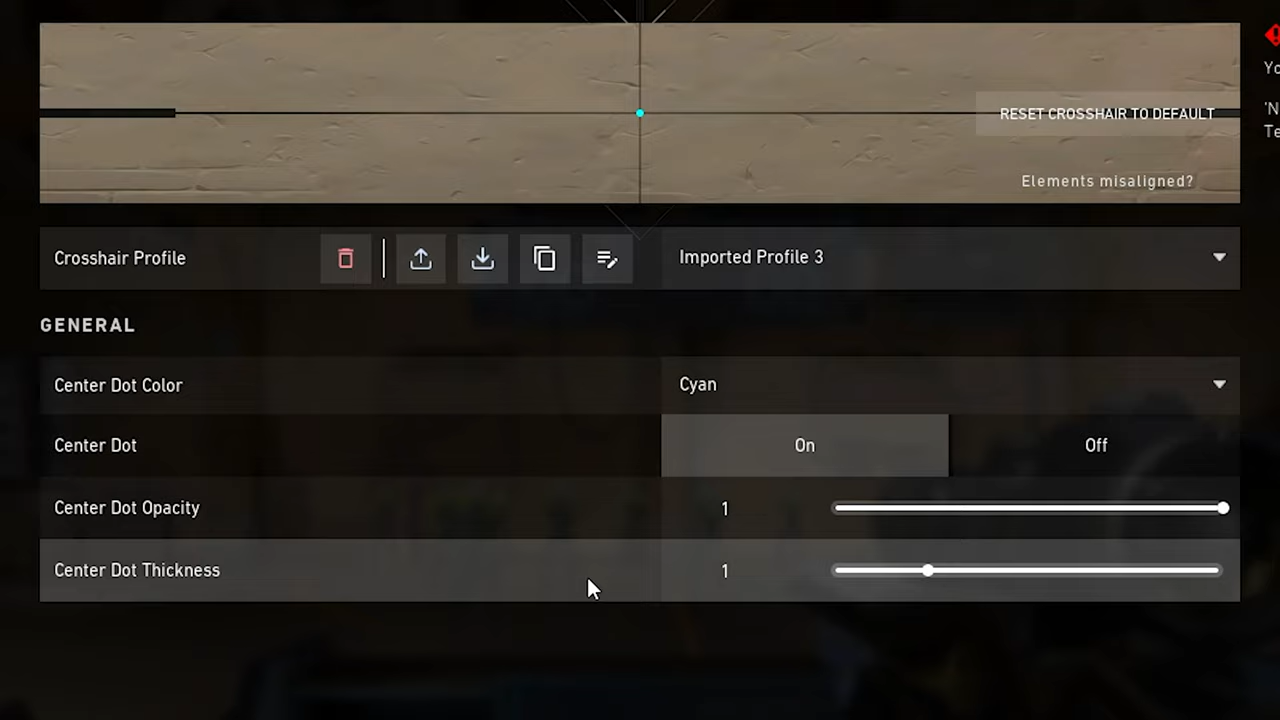 RESET CROSSHAIR TO DEFAULT
Elements misaligned?
Crosshair Profile
Imported Profile 3
GENERAL
Center Dot Color
Cyan
Center Dot
On
Off
Center Dot Opacity
1
Center Dot Thickness
1